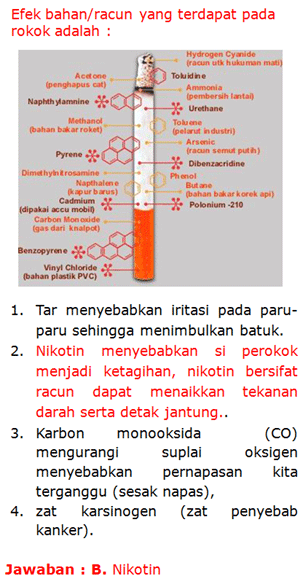 Efek bahan/racun yang terdapat pada
rokok adalah :
Hydrogen Cyanide
(racun utk hukuman mati)
Acetone
(penghapus cat)
Toluidine
Ammonia
(pembersih lantai)
Naphthylamnine
Urethane
Methanol
(bahan bakar roket)
Toluene
(pelarut industri)
Arsenic
(racun semut putih)
Pyrene
Dibenzacridine
Dimethylnitrosamine
Phenol
Napthalene
(kapur barus)
Butane
(bahan bakar korek api)
Cadmium
(dipakai accu mobil)
Polonium -210
Carbon Monoxide
(gas dari knalpot)
Benzopyrene
Vinyl Chloride
(bahan plastik PVC)
1. Tar menyebabkan iritasi pada paru-
paru sehingga menimbulkan batuk.
2. Nikotin menyebabkan si perokok
menjadi ketagihan, nikotin bersifat
racun dapat menaikkan tekanan
darah serta detak jantung..
3. Karbon monooksida (CO)
mengurangi suplai oksigen
menyebabkan pernapasan kita
terganggu (sesak napas),
4. zat karsinogen (zat penyebab
kanker).
Jawaban : B. Nikotin